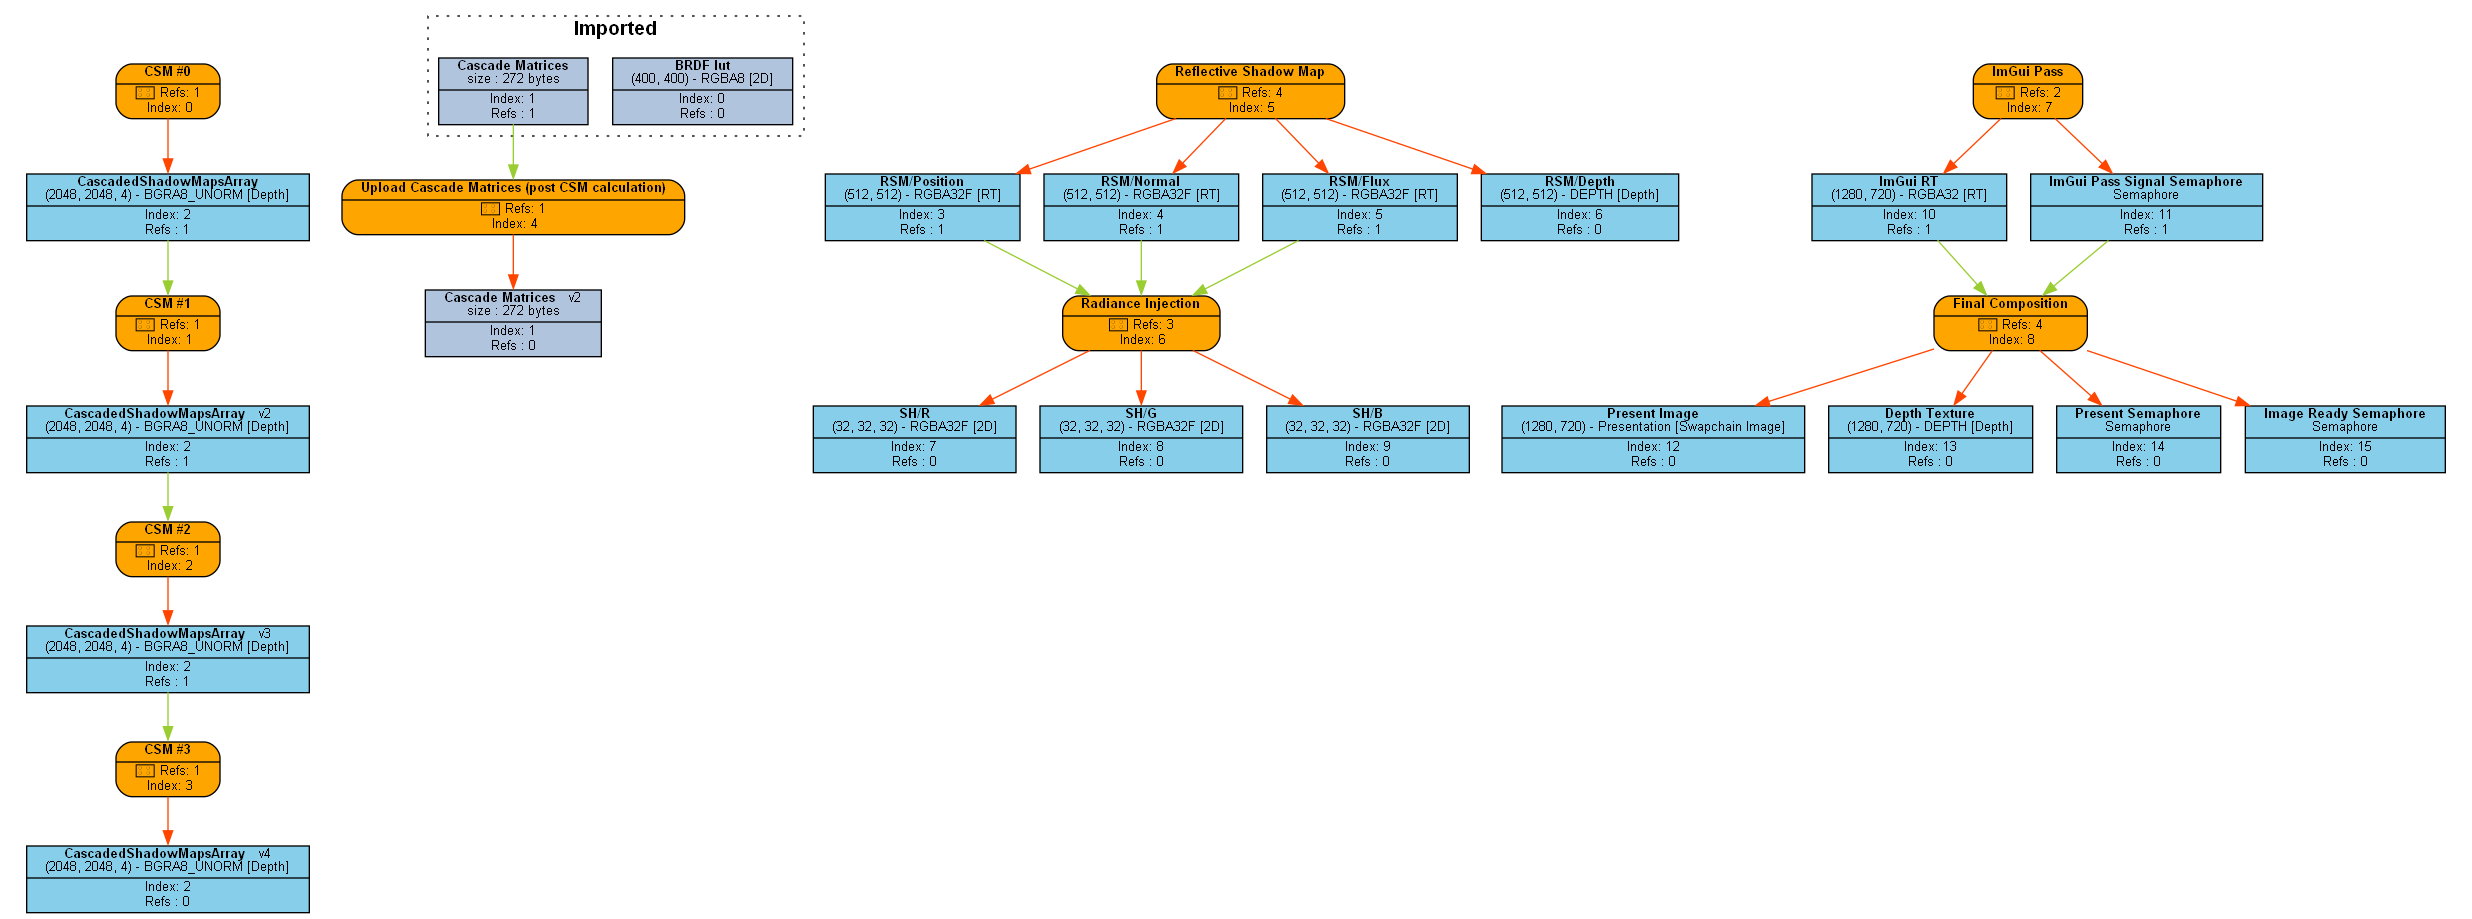 CSM #0
Refs: 1
Index: 0
CascadedShadowMapsArray
(2048, 2048, 4) - BGRA8_UNORM [Depth]
Index: 2
Refs : 1
CSM #1
Refs: 1
Index: 1
CascadedShadowMapsArray v2
(2048, 2048, 4) - BGRA8_UNORM [Depth]
Index: 2
Refs : 1
CSM #2
Refs: 1
Index: 2
CascadedShadowMapsArray v3
(2048, 2048, 4) - BGRA8_UNORM [Depth]
Index: 2
Refs : 1
CSM #3
Refs: 1
Index: 3
CascadedShadowMapsArray v4
(2048, 2048, 4) - BGRA8_UNORM [Depth]
Index: 2
Refs : 0
Imported
Cascade Matrices
size : 272 bytes
Index: 1
Refs : 1
BRDF lut
(400, 400) - RGBA8 [2D]
Index: 0
Refs : 0
Upload Cascade Matrices (post CSM calculation)
Refs: 1
Index: 4
Cascade Matrices v2
size : 272 bytes
Index: 1
Refs : 0
Reflective Shadow Map
Refs: 4
Index: 5
RSM/Position
(512, 512) - RGBA32F [RT]
Index: 3
Refs : 1
RSM/Normal
(512, 512) - RGBA32F [RT]
Index: 4
Refs : 1
RSM/Flux
(512, 512) - RGBA32F [RT]
Index: 5
Refs : 1
RSM/Depth
(512, 512) - DEPTH [Depth]
Index: 6
Refs : 0
Radiance Injection
Refs: 3
Index: 6
SH/R
(32, 32, 32) - RGBA32F [2D]
Index: 7
Refs : 0
SH/G
(32, 32, 32) - RGBA32F [2D]
Index: 8
Refs : 0
SH/B
(32, 32, 32) - RGBA32F [2D]
Index: 9
Refs : 0
ImGui Pass
Refs: 2
Index: 7
ImGui RT
(1280, 720) - RGBA32 [RT]
Index: 10
Refs : 1
ImGui Pass Signal Semaphore
Semaphore
Index: 11
Refs : 1
Final Composition
Refs: 4
Index: 8
Present Image
(1280, 720) - Presentation [Swapchain Image]
Index: 12
Refs : 0
Depth Texture
(1280, 720) - DEPTH [Depth]
Index: 13
Refs : 0
Present Semaphore
Semaphore
Index: 14
Refs : 0
Image Ready Semaphore
Semaphore
Index: 15
Refs : 0